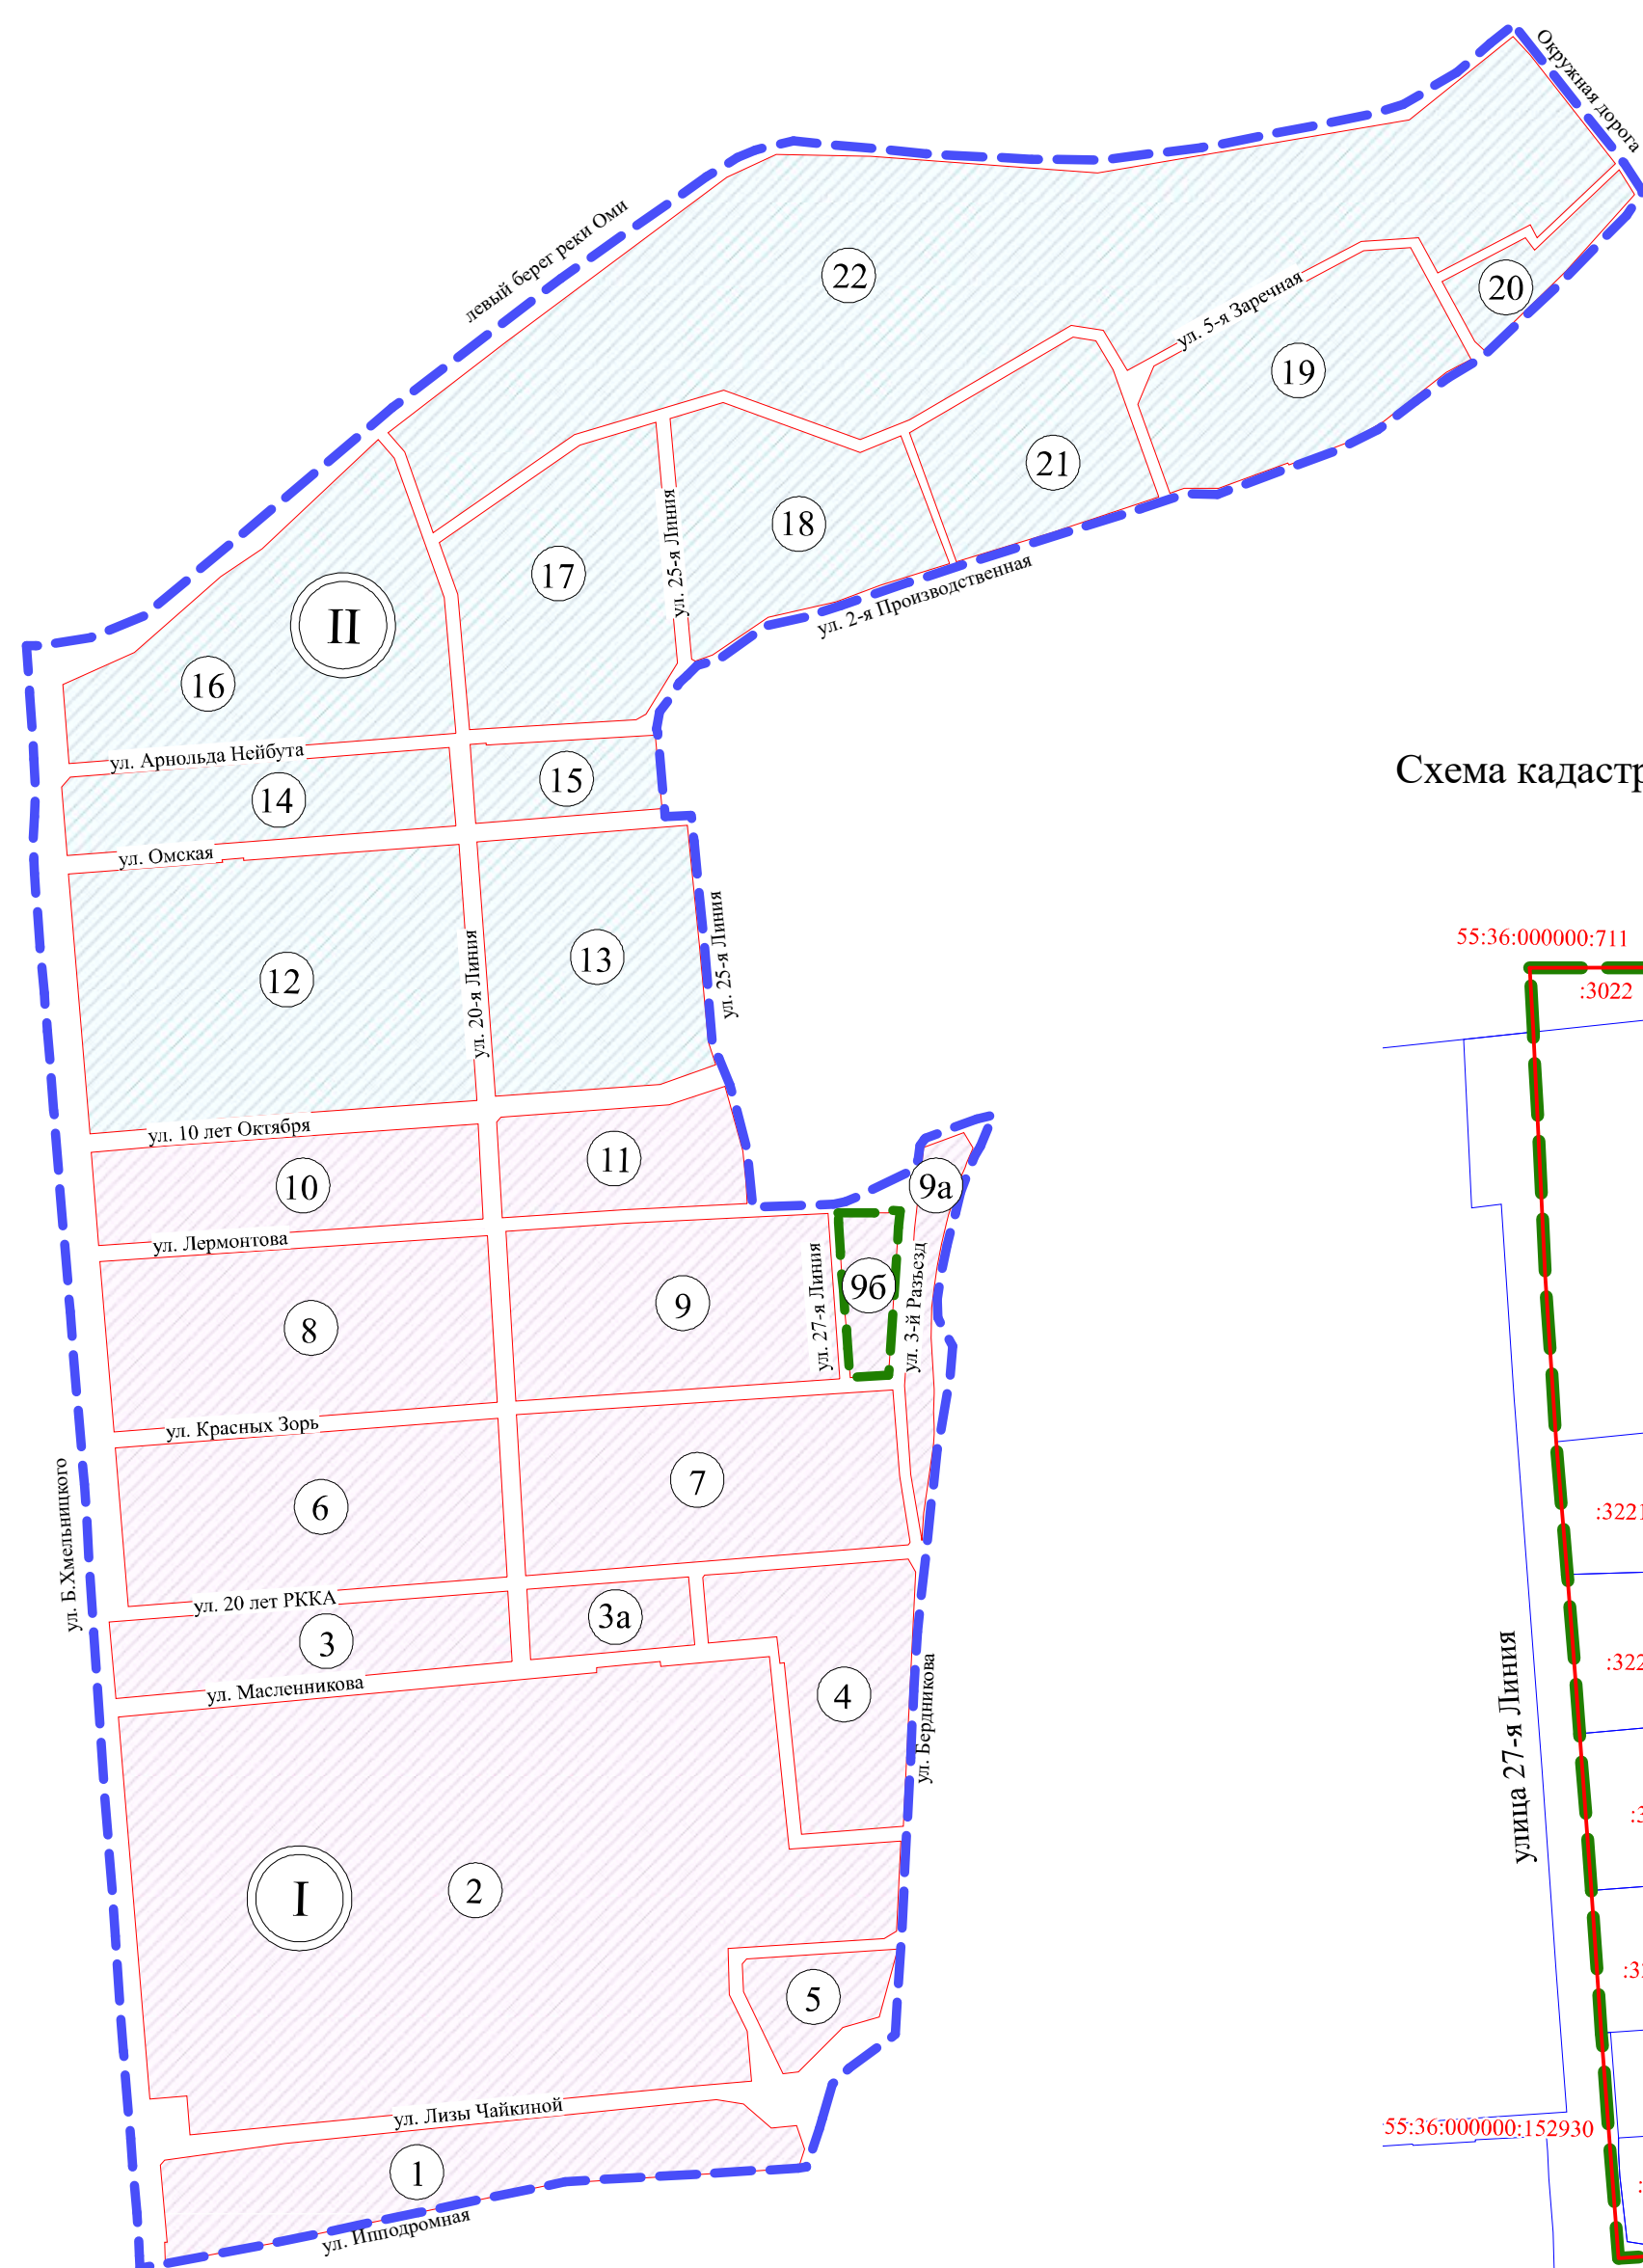 Окружная дорога
левый берег реки Оми
22
20
ул. 5-я Заречная
19
21
18
ул. 25-я Линия
17
ул. 2-я Производственная
II
16
ул. Арнольда Нейбута
15
14
Схема кадастр
ул. Омская
13
12
ул. 20-я Линия
ул. 25-я Линия
55:36:000000:711
:3022
ул. 10 лет Октября
11
10
9а
ул. Лермонтова
9б
9
8
ул. 27-я Линия
ул. 3-й Разъезд
ул. Красных Зорь
7
6
:3221
ул. Б.Хмельницкого
ул. 20 лет РККА
3а
3
:322
ул. Масленникова
4
ул. Бердникова
улица 27-я Линия
:3
I
2
:32
5
ул. Лизы Чайкиной
55:36:000000:152930
1
:
ул. Ипподромная